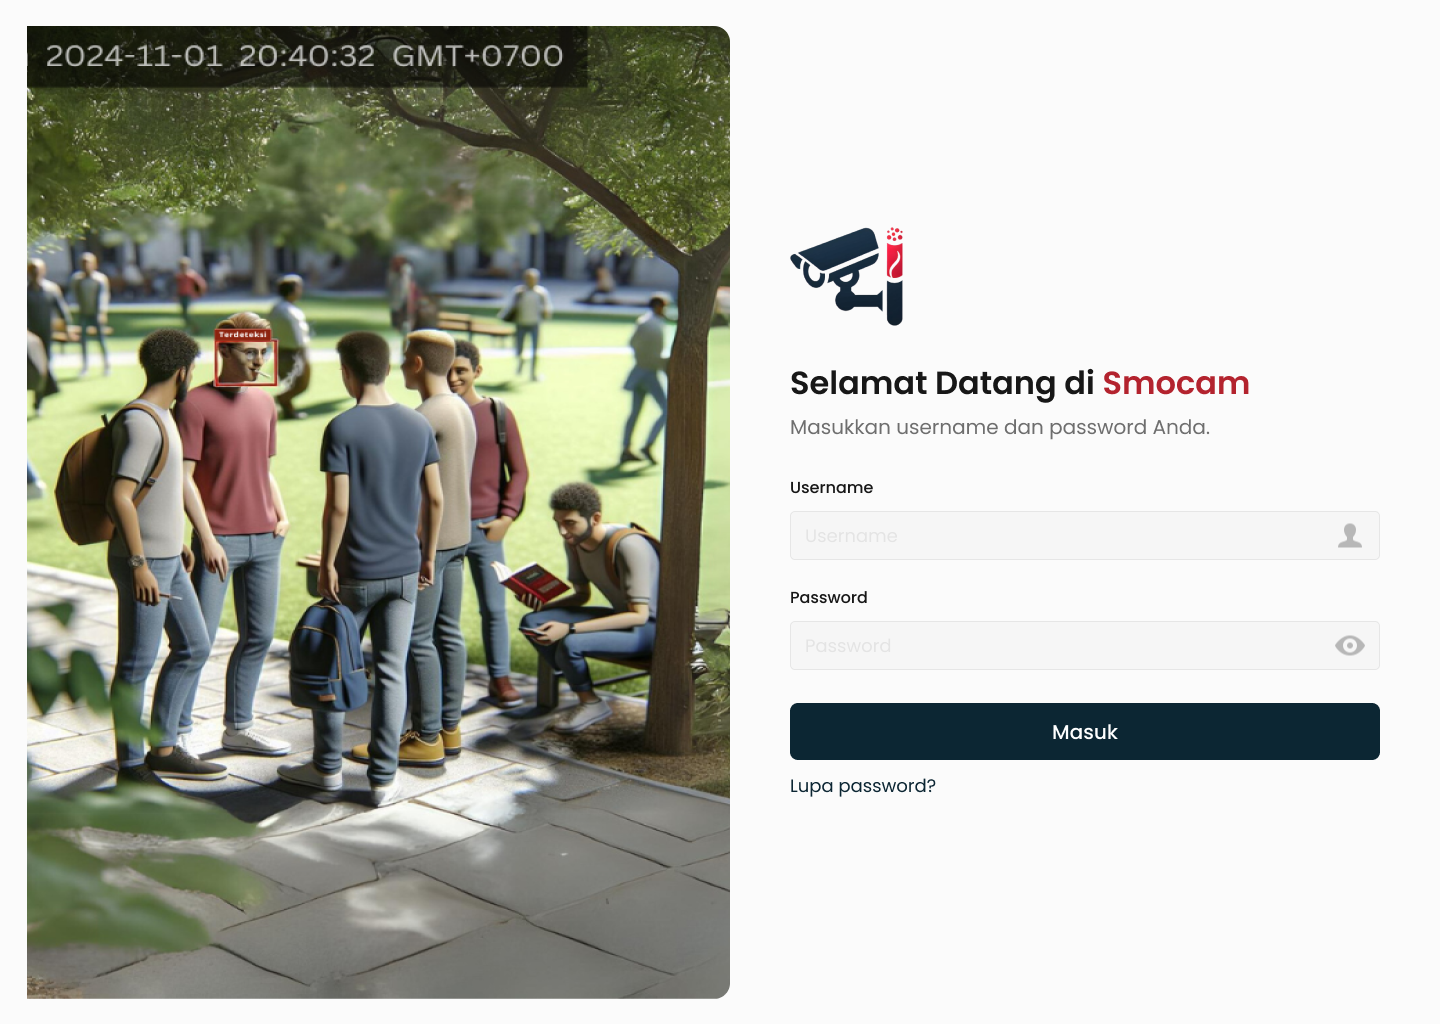 2024-11-01 20:40:32 GMT+0700
Terdeteksi
Selamat Datang di Smocam
Masukkan username dan password Anda.
Username
Username
Password
Password
Masuk
Lupa password?